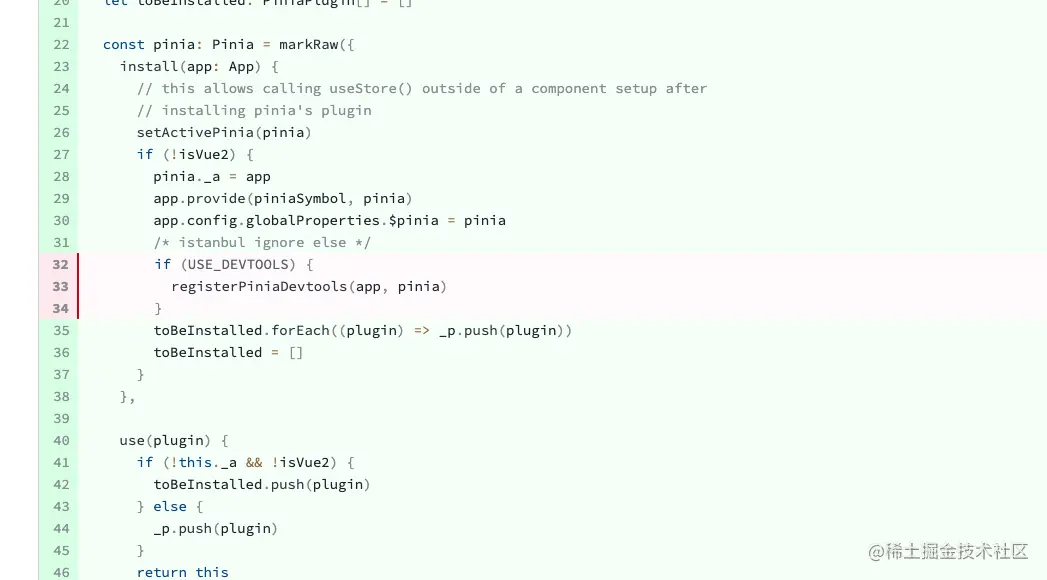 20   let toBeInstalled: PiniaPlugin[] = []
21
22   const pinia: Pinia = markRaw({
23     install(app: App) {
24       // this allows calling useStore() outside of a component setup after
25       // installing pinia's plugin
26       setActivePinia(pinia)
27       if (!isVue2) {
28         pinia._a = app
29         app.provide(piniaSymbol, pinia)
30         app.config.globalProperties.$pinia = pinia
31         /* istanbul ignore else */
32         if (USE_DEVTOOLS) {
33           registerPiniaDevtools(app, pinia)
34         }
35         toBeInstalled.forEach((plugin) => _p.push(plugin))
36         toBeInstalled = []
37       }
38     },
39
40     use(plugin) {
41       if (!this._a && !isVue2) {
42         toBeInstalled.push(plugin)
43       } else {
44         _p.push(plugin)
45       }
46       return this
@稀土掘金技术社区